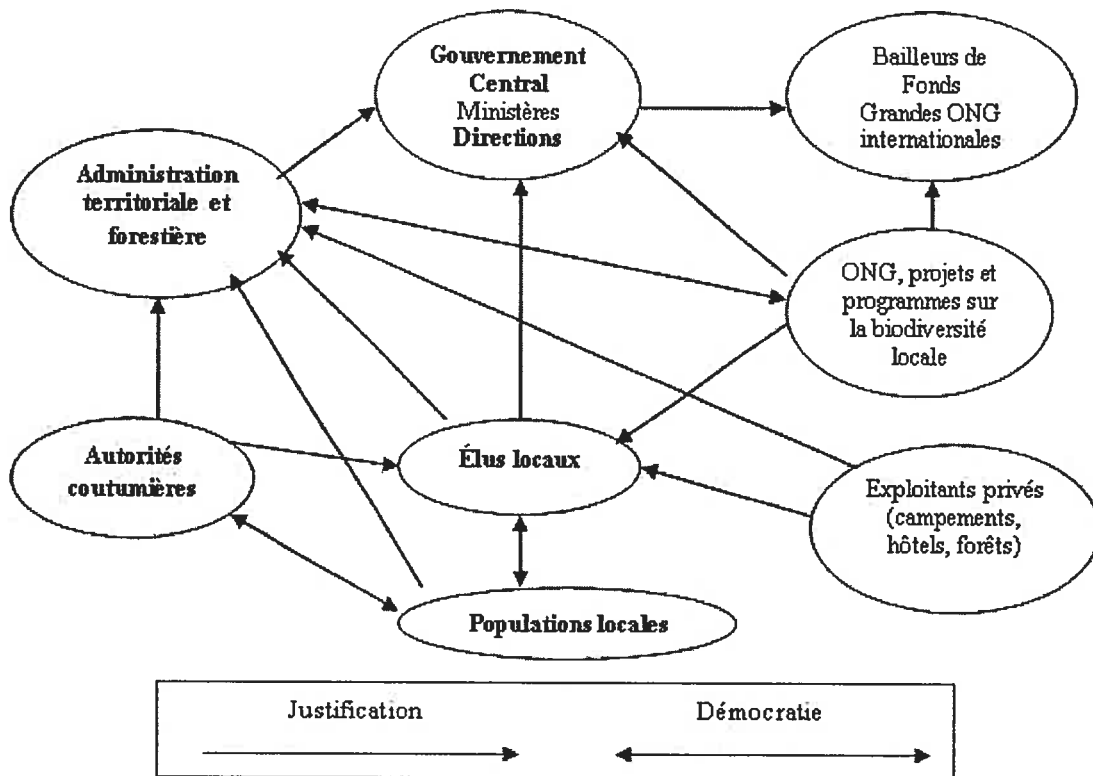 Gouvernement
Central
Ministères
Directions
Bailleurs de
Fonds
Grandes ONG
internationales
Administration
territoriale et
forestière
ONG, projets et
programmes sur
la biodiversité
locale
Autorités
coutumières
Élus locaux
Exploitants privés
(campements,
hôtels, forêts)
Populations locales
Justification
Démocratie